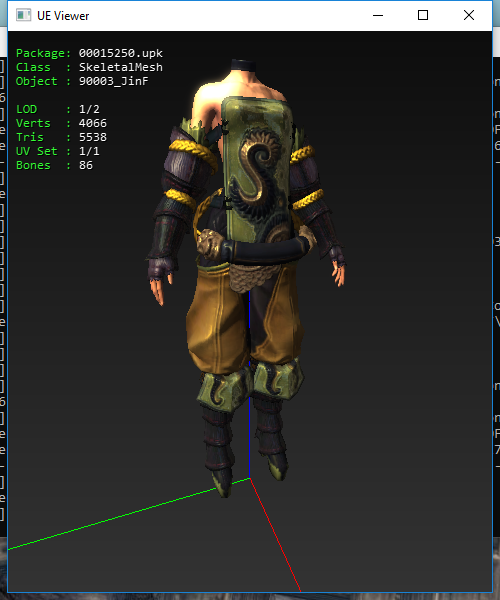 UE Viewer
Package: 00015250.upk
Class : SkeletalMesh
Object : 90003_JinF
LOD : 1/2
Verts : 4066
Tris : 5538
UV Set : 1/1
Bones : 86